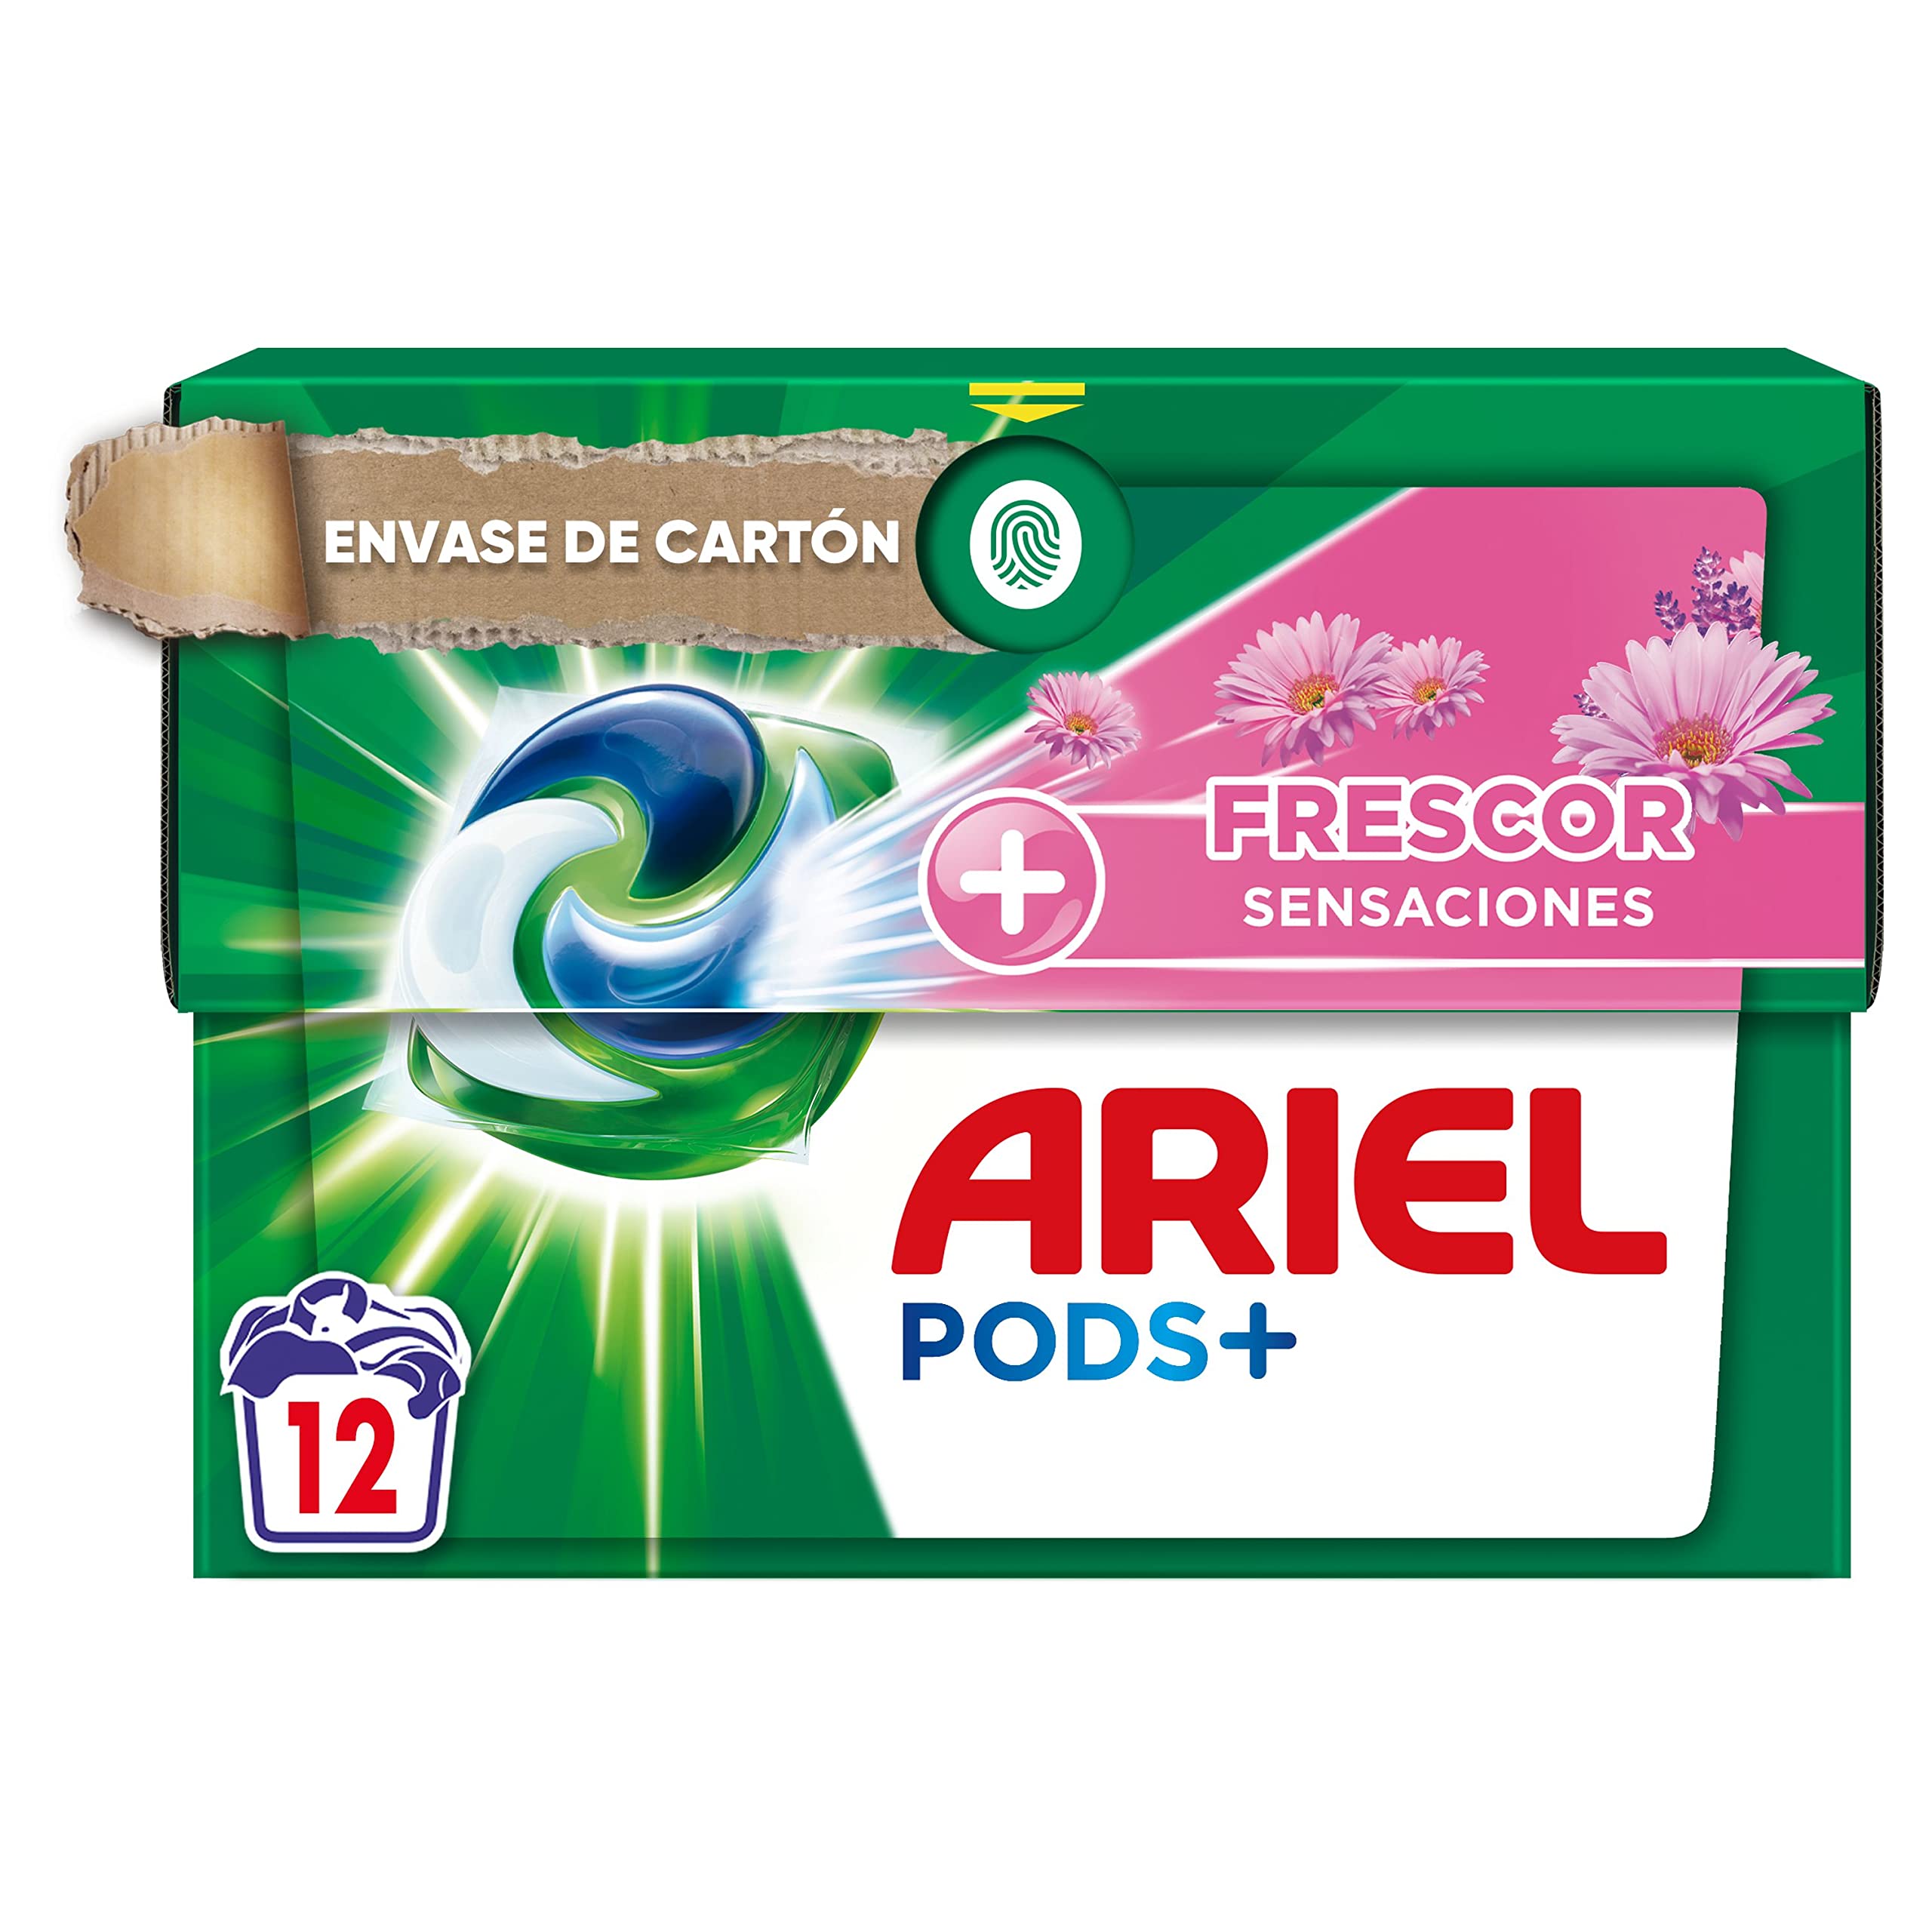 ENVASE DE CARTÓN
FRESCOR
SENSACIONES
ARIEL
PODS+
12